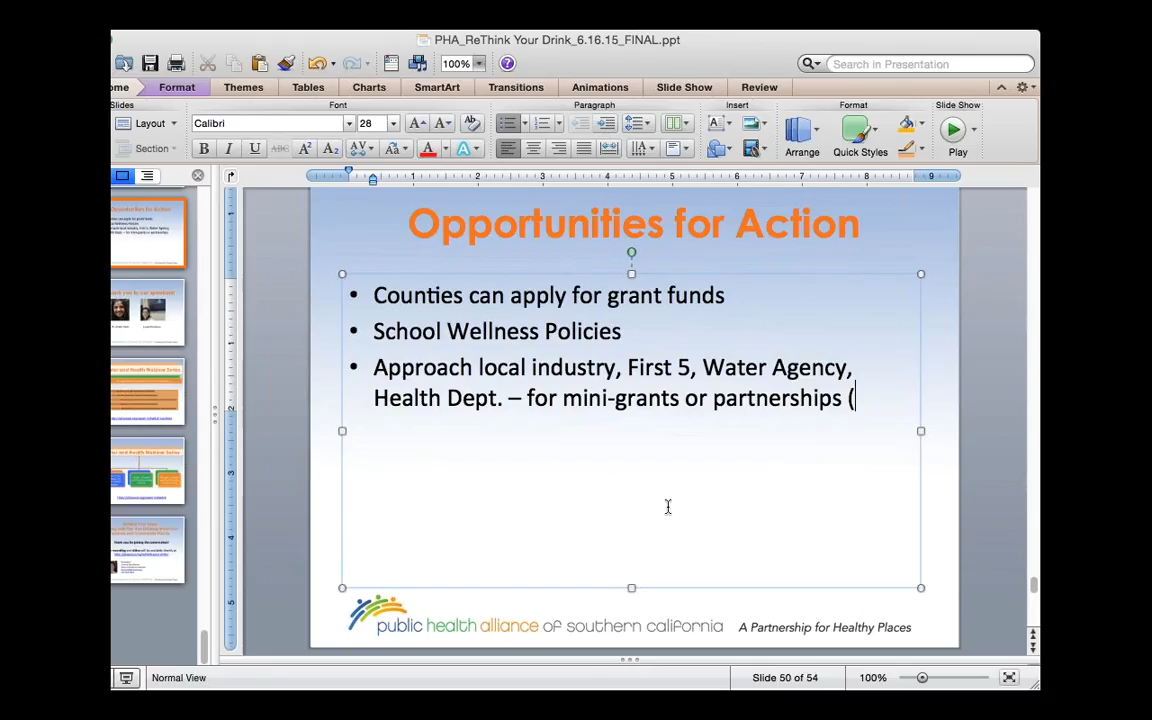 PHA_ReThink Your Drink_6.16.15_FINAL.ppt
100%
Search in Presentation
ome
Format
Themes
Tables
Charts
SmartArt
Transitions
Animations
Slide Show
Review
Slides
Font
Paragraph
Insert
Format
Slide Show
Layout
Calibri
28
Section
Arrange
Quick Styles
Play
Opportunities for Action
• Counties can apply for grant funds
• School Wellness Policies
• Approach local industry, First 5, Water Agency,
Health Dept. – for mini-grants or partnerships (
public health alliance OF southern california
A Partnership for Healthy Places
Normal View
Slide 50 of 54
100%